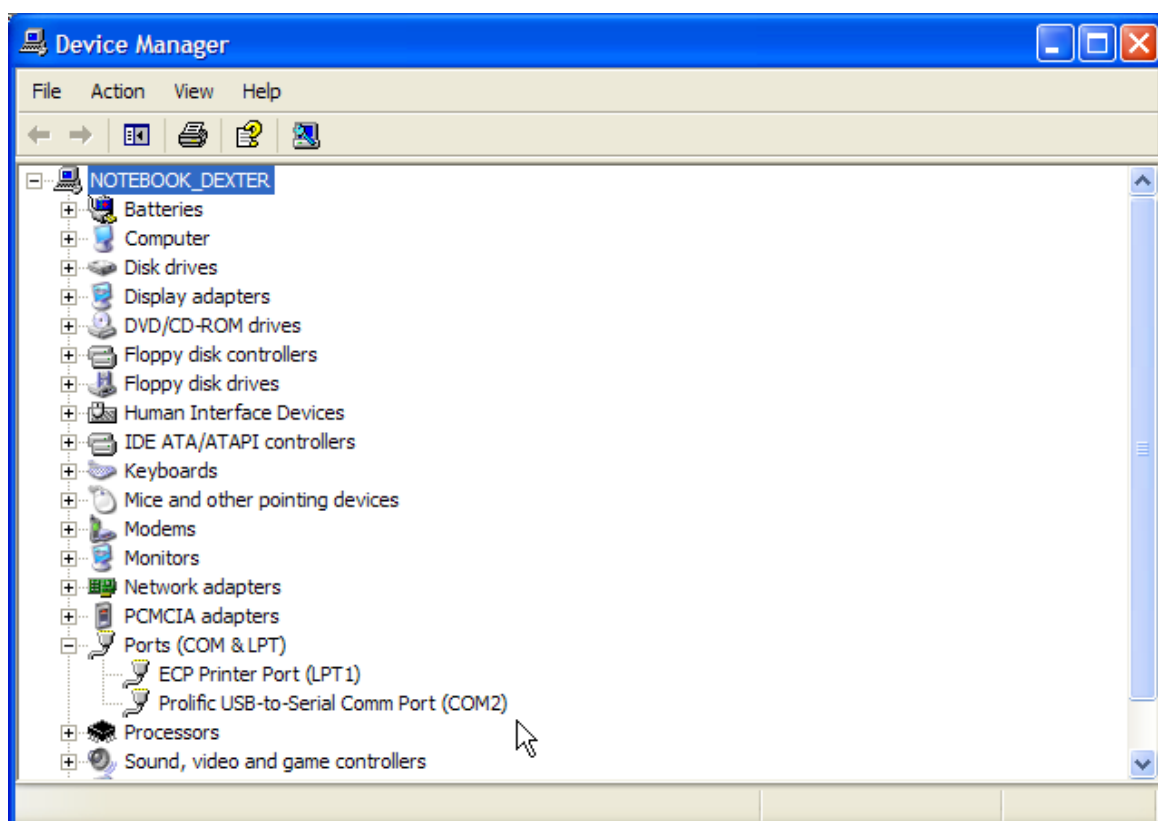 Device Manager
File Action View Help
NOTEBOOK_DEXTER
Batteries
Computer
Disk drives
Display adapters
DVD/CD-ROM drives
Floppy disk controllers
Floppy disk drives
Human Interface Devices
IDE ATA/ATAPI controllers
Keyboards
Mice and other pointing devices
Modems
Monitors
Network adapters
PCMCIA adapters
Ports (COM & LPT)
ECP Printer Port (LPT1)
Prolific USB-to-Serial Comm Port (COM2)
Processors
Sound, video and game controllers